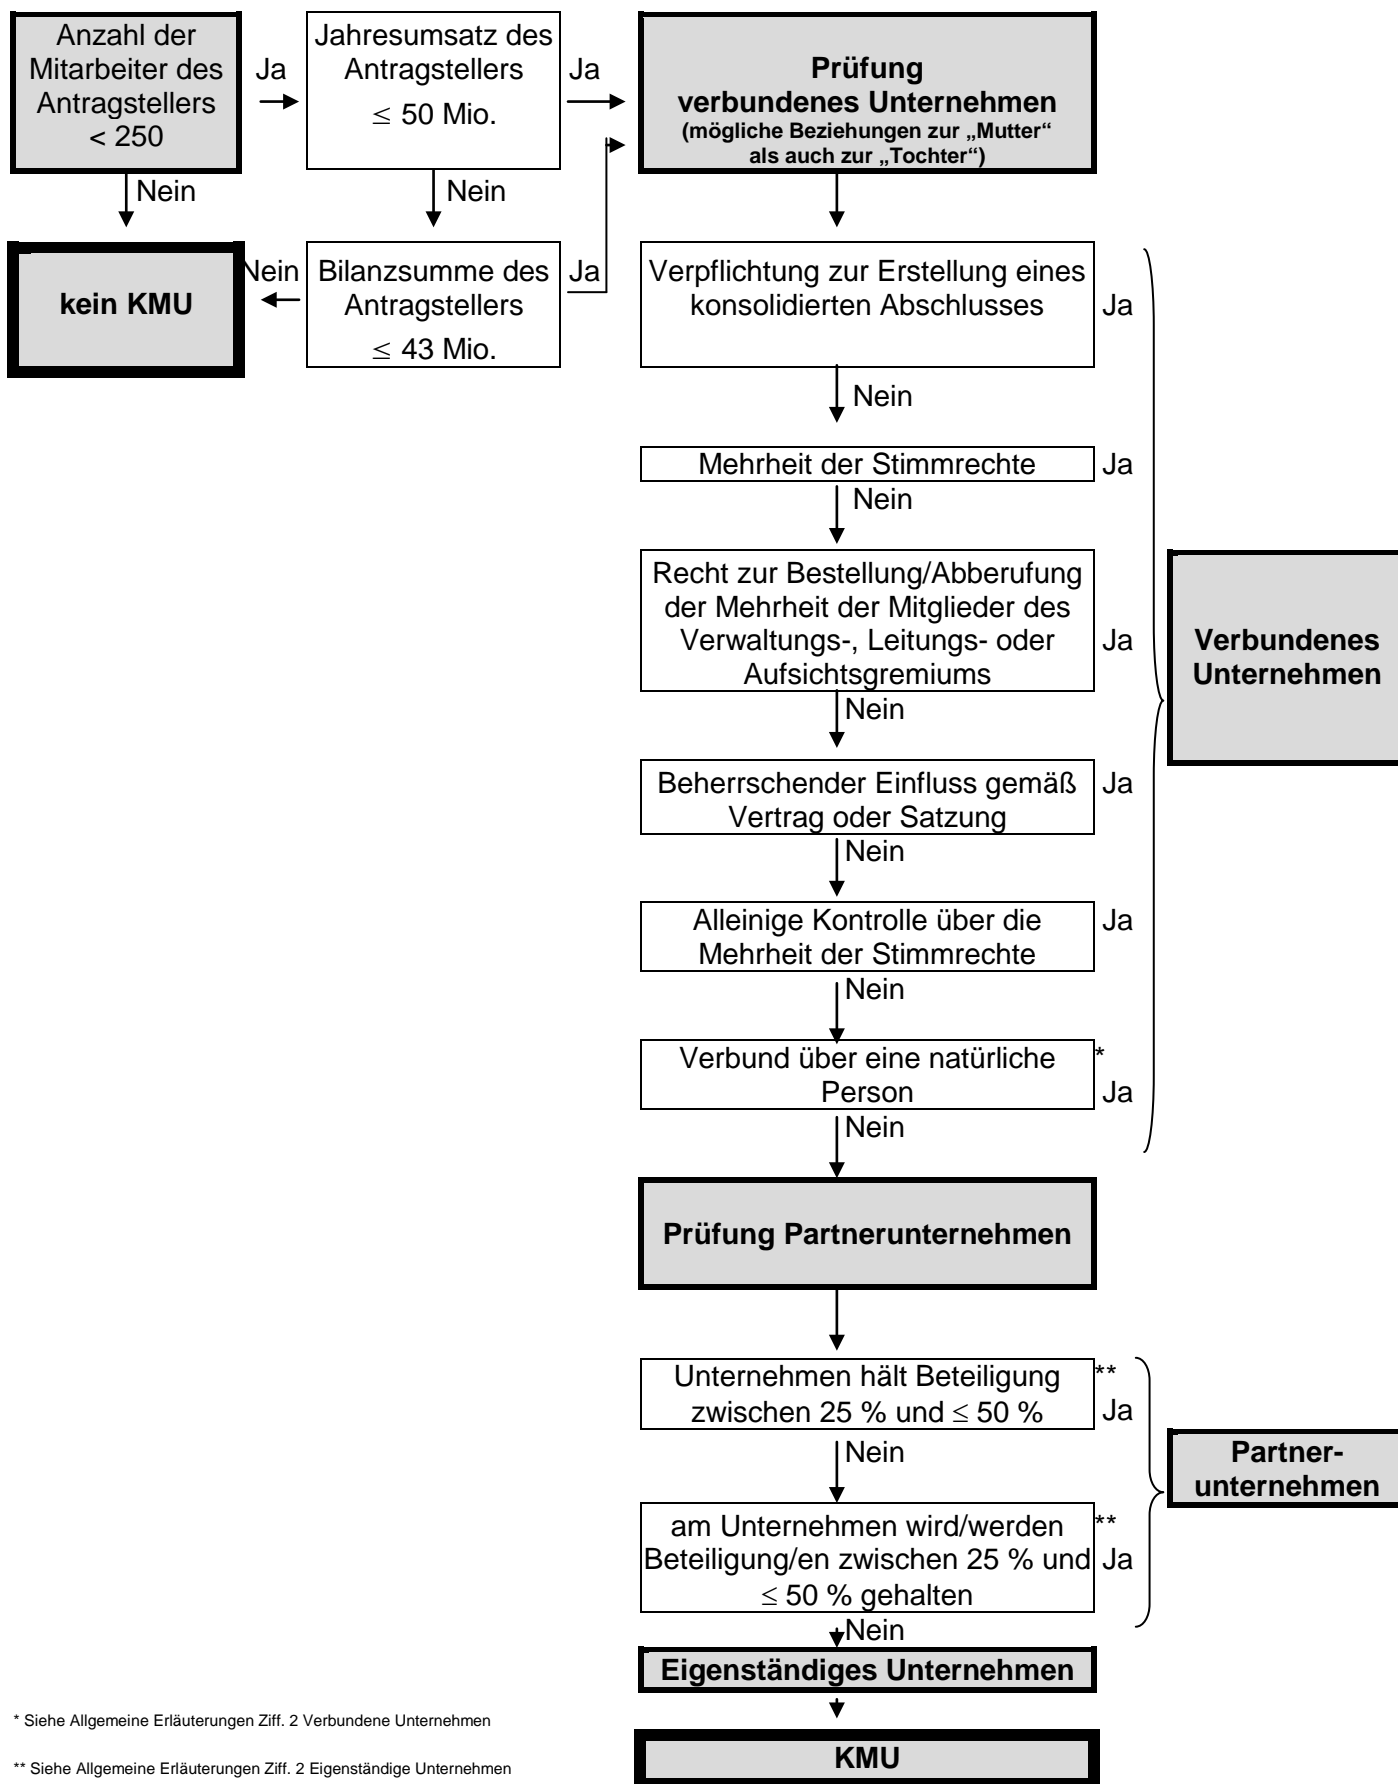 Anzahl der
Mitarbeiter des
Antragstellers
< 250
Ja
Jahresumsatz des
Antragstellers
≤ 50 Mio.
Ja
Prüfung
verbundenes Unternehmen
(mögliche Beziehungen zur „Mutter“
als auch zur „Tochter“)
Nein
Nein
kein KMU
Nein
Bilanzsumme des
Antragstellers
≤ 43 Mio.
Ja
Verpflichtung zur Erstellung eines
konsolidierten Abschlusses
Ja
Nein
Mehrheit der Stimmrechte
Ja
Nein
Recht zur Bestellung/Abberufung
der Mehrheit der Mitglieder des
Verwaltungs-, Leitungs- oder
Aufsichtsgremiums
Ja
Verbundenes
Unternehmen
Nein
Beherrschender Einfluss gemäß
Vertrag oder Satzung
Ja
Nein
Alleinige Kontrolle über die
Mehrheit der Stimmrechte
Ja
Nein
Verbund über eine natürliche
Person
*
Ja
Nein
Prüfung Partnerunternehmen
Unternehmen hält Beteiligung
zwischen 25 % und ≤ 50 %
**
Ja
Nein
Partner-
unternehmen
am Unternehmen wird/werden
Beteiligung/en zwischen 25 % und
≤ 50 % gehalten
**
Ja
Nein
Eigenständiges Unternehmen
KMU
* Siehe Allgemeine Erläuterungen Ziff. 2 Verbundene Unternehmen
** Siehe Allgemeine Erläuterungen Ziff. 2 Eigenständige Unternehmen